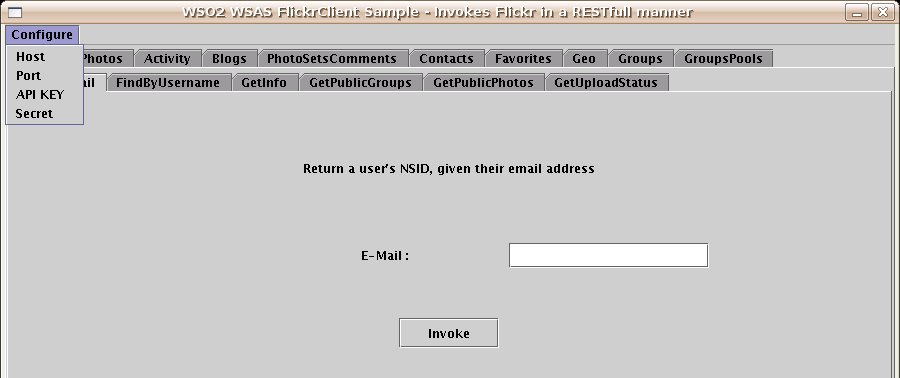 WSO2 WSAS FlickrClient Sample - Invokes Flickr in a RESTfull manner
Configure
Host
Port
API KEY
Secret
Photos Activity Blogs PhotoSetsComments Contacts Favorites Geo Groups GroupsPools
FindByUsername GetInfo GetPublicGroups GetPublicPhotos GetUploadStatus
Return a user's NSID, given their email address
E-Mail :
Invoke